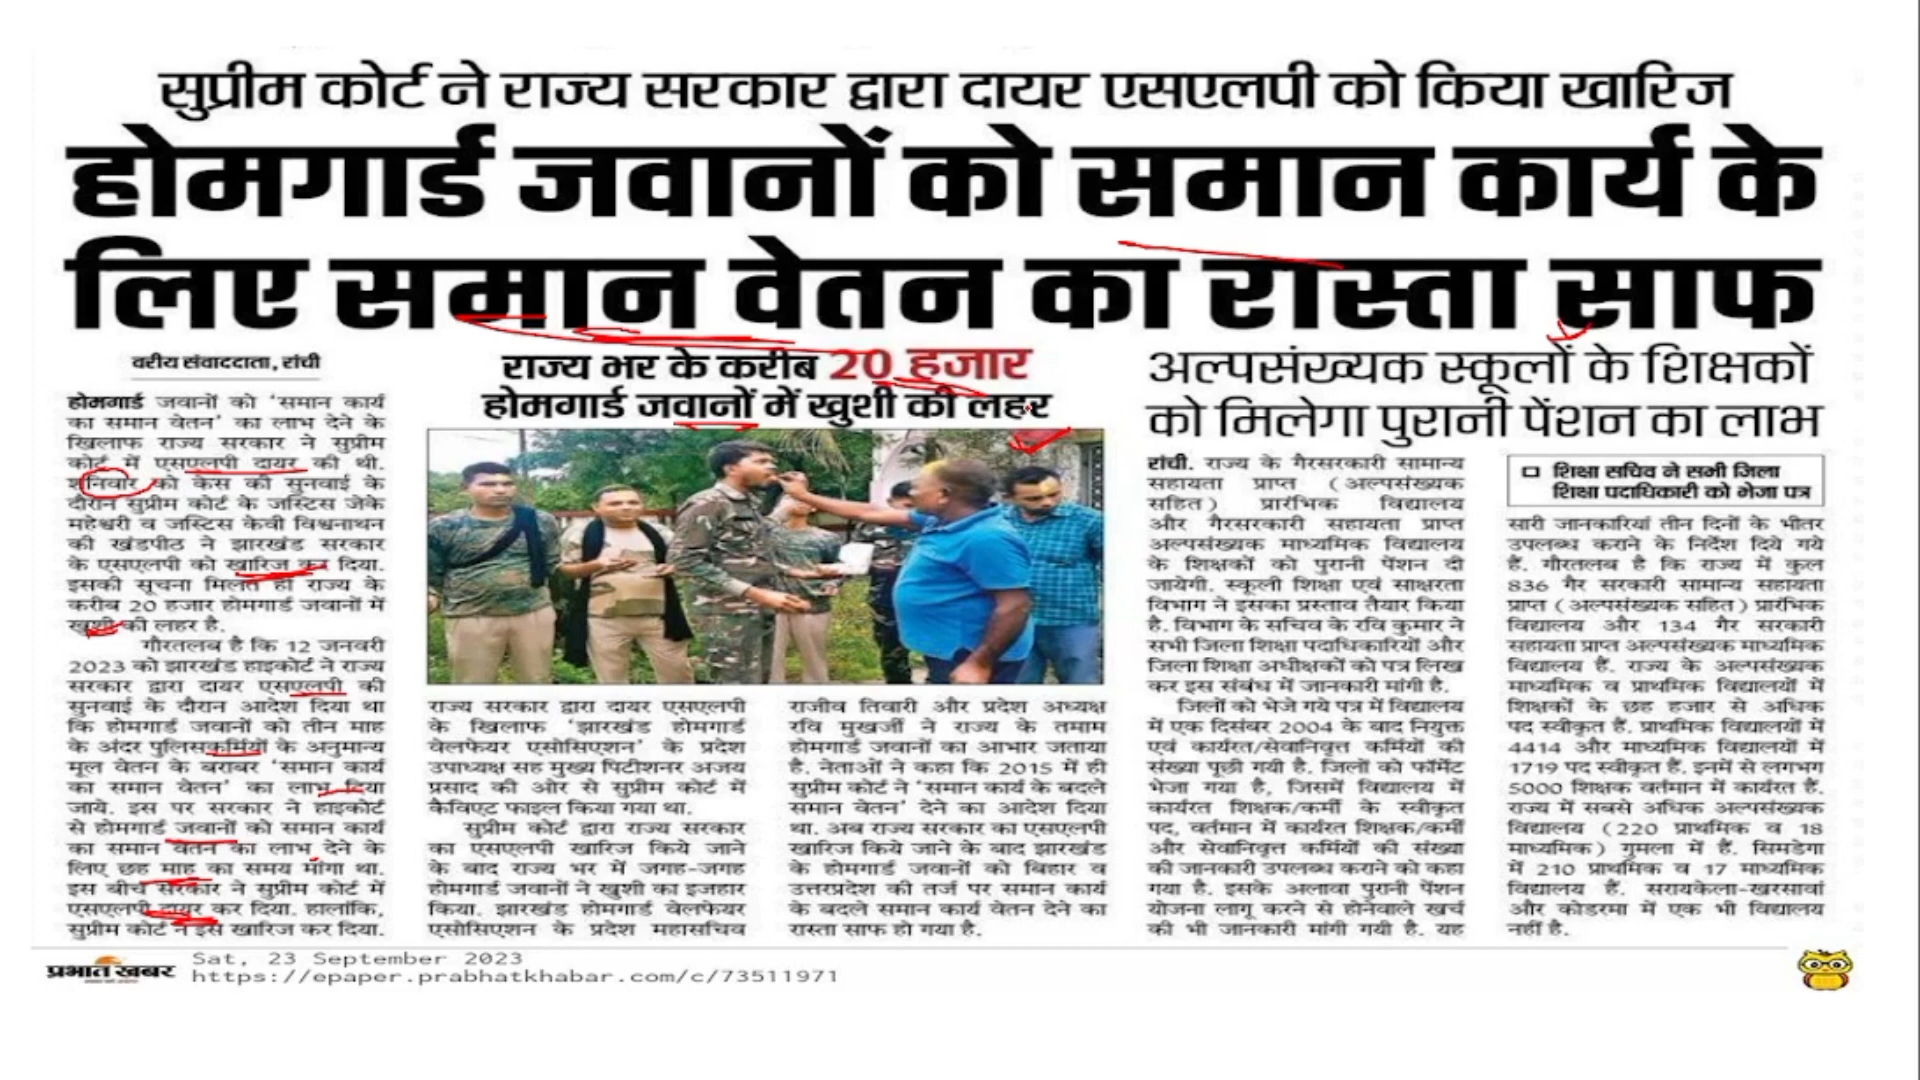 सुप्रीम कोर्ट ने राज्य सरकार द्वारा दायर एसएलपी को किया खारिज
होमगार्ड जवानों को समान कार्य के
लिए समान वेतन का रास्ता साफ
वरीय संवाददाता, रांची
होमगार्ड जवानों को 'समान कार्य
का समान वेतन' का लाभ देने के
खिलाफ राज्य सरकार ने सुप्रीम
कोर्ट में एसएलपी दायर की थी.
शनिवार को केस की सुनवाई के
दौरान सुप्रीम कोर्ट के जस्टिस जेके
महेश्वरी व जस्टिस केवी विश्वनाथन
की खंडपीठ ने झारखंड सरकार
के एसएलपी को खारिज कर दिया.
इसकी सूचना मिलते ही राज्य के
करीब 20 हजार होमगार्ड जवानों में
खुशी की लहर है.
गौरतलब है कि 12 जनवरी
2023 को झारखंड हाइकोर्ट ने राज्य
सरकार द्वारा दायर एसएलपी की
सुनवाई के दौरान आदेश दिया था
कि होमगार्ड जवानों को तीन माह
के अंदर पुलिसकर्मियों के अनुमान्य
मूल वेतन के बराबर 'समान कार्य
का समान वेतन' का लाभ दिया
जाये. इस पर सरकार ने हाइकोर्ट
से होमगार्ड जवानों को समान कार्य
का समान वेतन का लाभ देने के
लिए छह माह का समय मांगा था.
इस बीच सरकार ने सुप्रीम कोर्ट में
एसएलपी दायर कर दिया. हालांकि,
सुप्रीम कोर्ट ने इसे खारिज कर दिया.
राज्य भर के करीब 20 हजार
होमगार्ड जवानों में खुशी की लहर
राज्य सरकार द्वारा दायर एसएलपी
के खिलाफ 'झारखंड होमगार्ड
वेलफेयर एसोसिएशन' के प्रदेश
उपाध्यक्ष सह मुख्य पिटीशनर अजय
प्रसाद की ओर से सुप्रीम कोर्ट में
कैविएट फाइल किया गया था.
सुप्रीम कोर्ट द्वारा राज्य सरकार
का एसएलपी खारिज किये जाने
के बाद राज्य भर में जगह-जगह
होमगार्ड जवानों ने खुशी का इजहार
किया. झारखंड होमगार्ड वेलफेयर
एसोसिएशन के प्रदेश महासचिव
राजीव तिवारी और प्रदेश अध्यक्ष
रवि मुखर्जी ने राज्य के तमाम
होमगार्ड जवानों का आभार जताया
है. नेताओं ने कहा कि 2015 में ही
सुप्रीम कोर्ट ने 'समान कार्य के बदले
समान वेतन' देने का आदेश दिया
था. अब राज्य सरकार का एसएलपी
खारिज किये जाने के बाद झारखंड
के होमगार्ड जवानों को बिहार व
उत्तरप्रदेश की तर्ज पर समान कार्य
के बदले समान कार्य वेतन देने का
रास्ता साफ हो गया है.
अल्पसंख्यक स्कूलों के शिक्षकों
को मिलेगा पुरानी पेंशन का लाभ
रांची. राज्य के गैरसरकारी सामान्य
सहायता प्राप्त (अल्पसंख्यक
सहित) प्रारंभिक विद्यालय
और गैरसरकारी सहायता प्राप्त
अल्पसंख्यक माध्यमिक विद्यालय
के शिक्षकों को पुरानी पेंशन दी
जायेगी. स्कूली शिक्षा एवं साक्षरता
विभाग ने इसका प्रस्ताव तैयार किया
है. विभाग के सचिव के रवि कुमार ने
सभी जिला शिक्षा पदाधिकारियों और
जिला शिक्षा अधीक्षकों को पत्र लिख
कर इस संबंध में जानकारी मांगी है.
जिलों को भेजे गये पत्र में विद्यालय
में एक दिसंबर 2004 के बाद नियुक्त
एवं कार्यरत/सेवानिवृत्त कर्मियों की
संख्या पूछी गयी है. जिलों को फॉर्मेट
भेजा गया है, जिसमें विद्यालय में
कार्यरत शिक्षक/कर्मी के स्वीकृत
पद, वर्तमान में कार्यरत शिक्षक/कर्मी
और सेवानिवृत्त कर्मियों की संख्या
की जानकारी उपलब्ध कराने को कहा
गया है. इसके अलावा पुरानी पेंशन
योजना लागू करने से होनेवाले खर्च
की भी जानकारी मांगी गयी है. यह
शिक्षा सचिव ने सभी जिला
शिक्षा पदाधिकारी को भेजा पत्र
सारी जानकारियां तीन दिनों के भीतर
उपलब्ध कराने के निर्देश दिये गये
हैं. गौरतलब है कि राज्य में कुल
836 गैर सरकारी सामान्य सहायता
प्राप्त (अल्पसंख्यक सहित) प्रारंभिक
विद्यालय और 134 गैर सरकारी
सहायता प्राप्त अल्पसंख्यक माध्यमिक
विद्यालय हैं. राज्य के अल्पसंख्यक
माध्यमिक व प्राथमिक विद्यालयों में
शिक्षकों के छह हजार से अधिक
पद स्वीकृत हैं. प्राथमिक विद्यालयों में
4414 और माध्यमिक विद्यालयों में
1719 पद स्वीकृत हैं. इनमें से लगभग
5000 शिक्षक वर्तमान में कार्यरत हैं.
राज्य में सबसे अधिक अल्पसंख्यक
विद्यालय (220 प्राथमिक व 18
माध्यमिक) गुमला में हैं. सिमडेगा
में 210 प्राथमिक व 17 माध्यमिक
विद्यालय हैं. सरायकेला-खरसावां
और कोडरमा में एक भी विद्यालय
नहीं है.
प्रभात खबर
Sat, 23 September 2023
https://epaper.prabhatkhabar.com/c/73511971